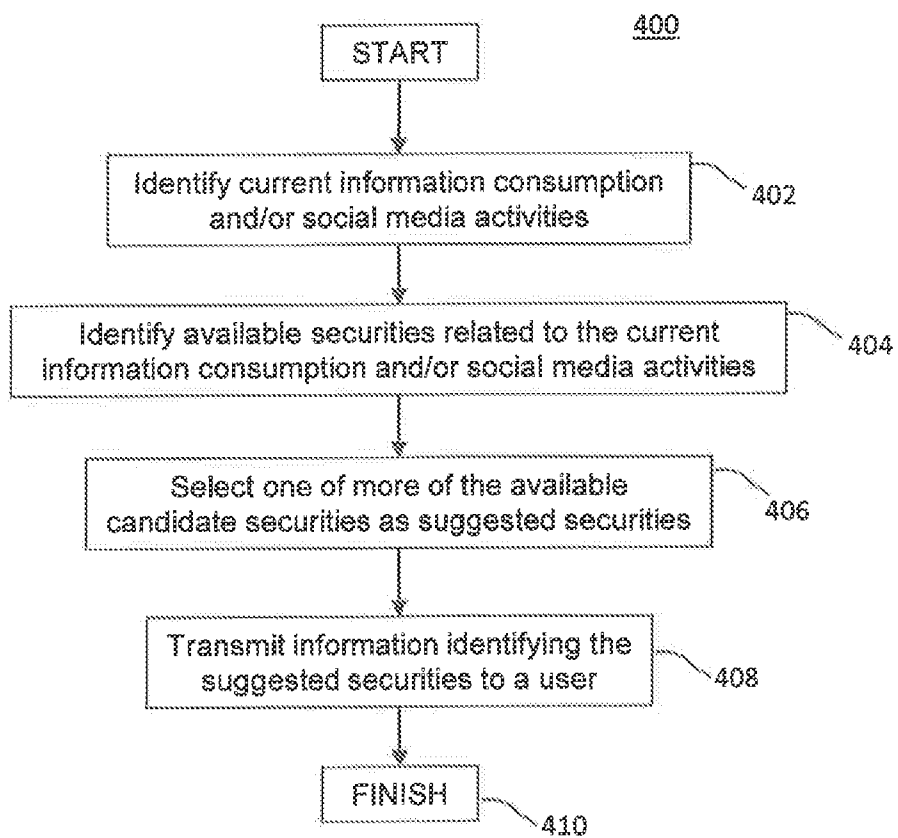 400
START
Identify current information consumption
and/or social media activities
402
Identify available securities related to the current
information consumption and/or social media activities
404
Select one of more of the available
candidate securities as suggested securities
406
Transmit information identifying the
suggested securities to a user
408
FINISH
410